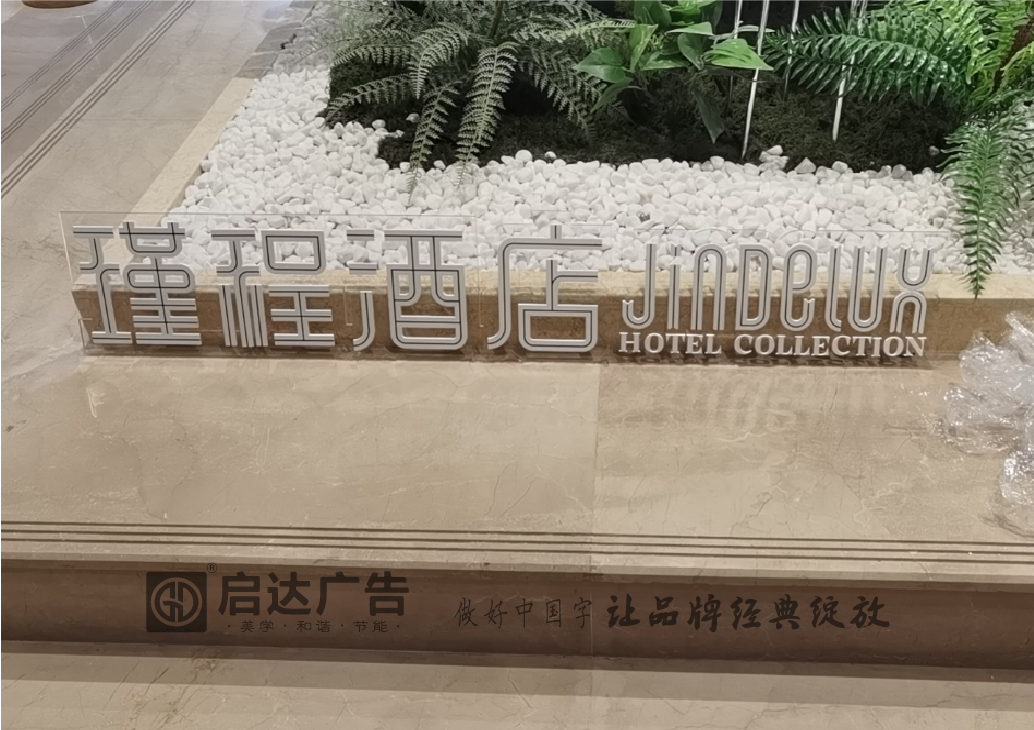 瑾程酒店 JinDeLUX
HOTEL COLLECTION
启达广告®
·美学·和谐·节能·
做好中国字 让品牌经典绽放